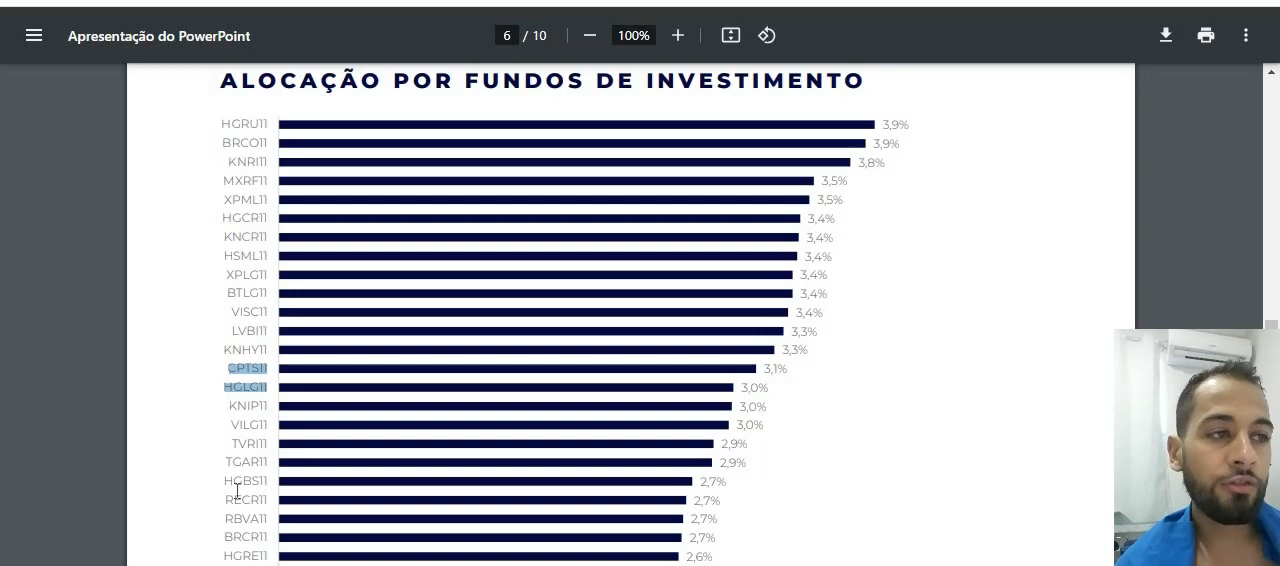 Apresentação do PowerPoint
6 / 10
100%
ALOCAÇÃO POR FUNDOS DE INVESTIMENTO
HGRU11 3,9%
BRCO11 3,9%
KNRI11 3,8%
MXRF11 3,5%
XPML11 3,5%
HGCR11 3,4%
KNCR11 3,4%
HSML11 3,4%
XPLG11 3,4%
BTLG11 3,4%
VISC11 3,4%
LVBI11 3,3%
KNHY11 3,3%
CPTS11 3,1%
HGLG11 3,0%
KNIP11 3,0%
VILG11 3,0%
TVRI11 2,9%
TGAR11 2,9%
HGBS11 2,7%
RECR11 2,7%
RBVA11 2,7%
BRCR11 2,7%
HGRE11 2,6%